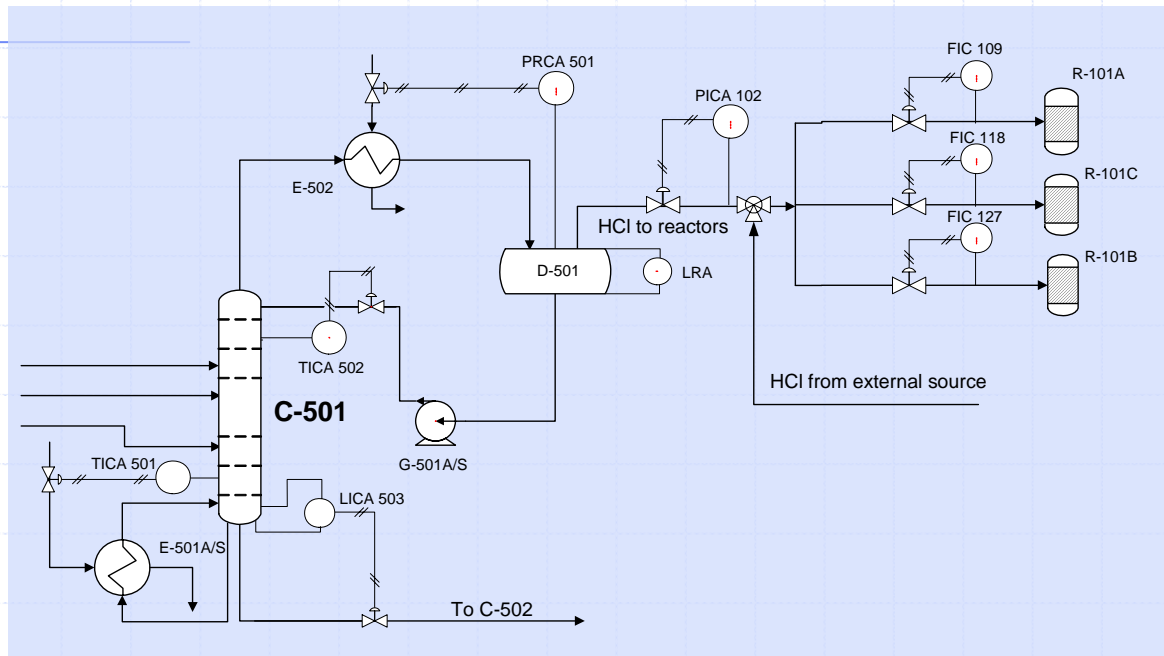 FIC 109
PRCA 501
R-101A
PICA 102
FIC 118
E-502
R-101C
FIC 127
HCl to reactors
R-101B
D-501
LRA
TICA 502
HCl from external source
C-501
G-501A/S
TICA 501
LICA 503
E-501A/S
To C-502